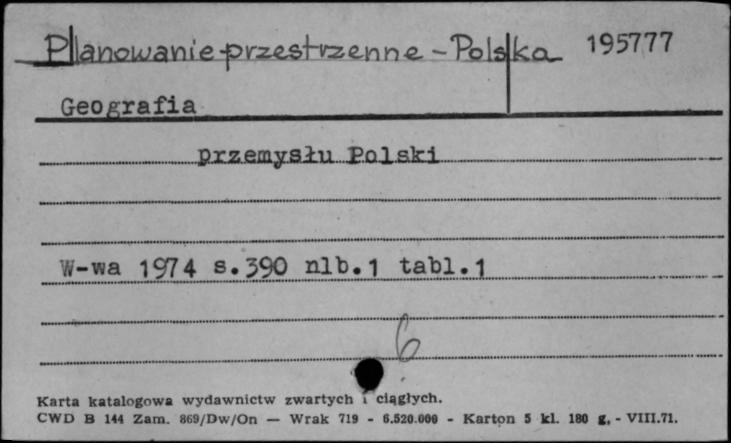 Planowanie przestrzenne - Polska 195777
Geografia
przemysłu Polski
W-wa 1974 s.390 nlb.1 tabl.1
6
Karta katalogowa wydawnictw zwartych i ciągłych.
CWD B 144 Zam. 869/Dw/On — Wrak 719 - 6.520.000 - Karton 5 kl. 180 g, - VIII.71.